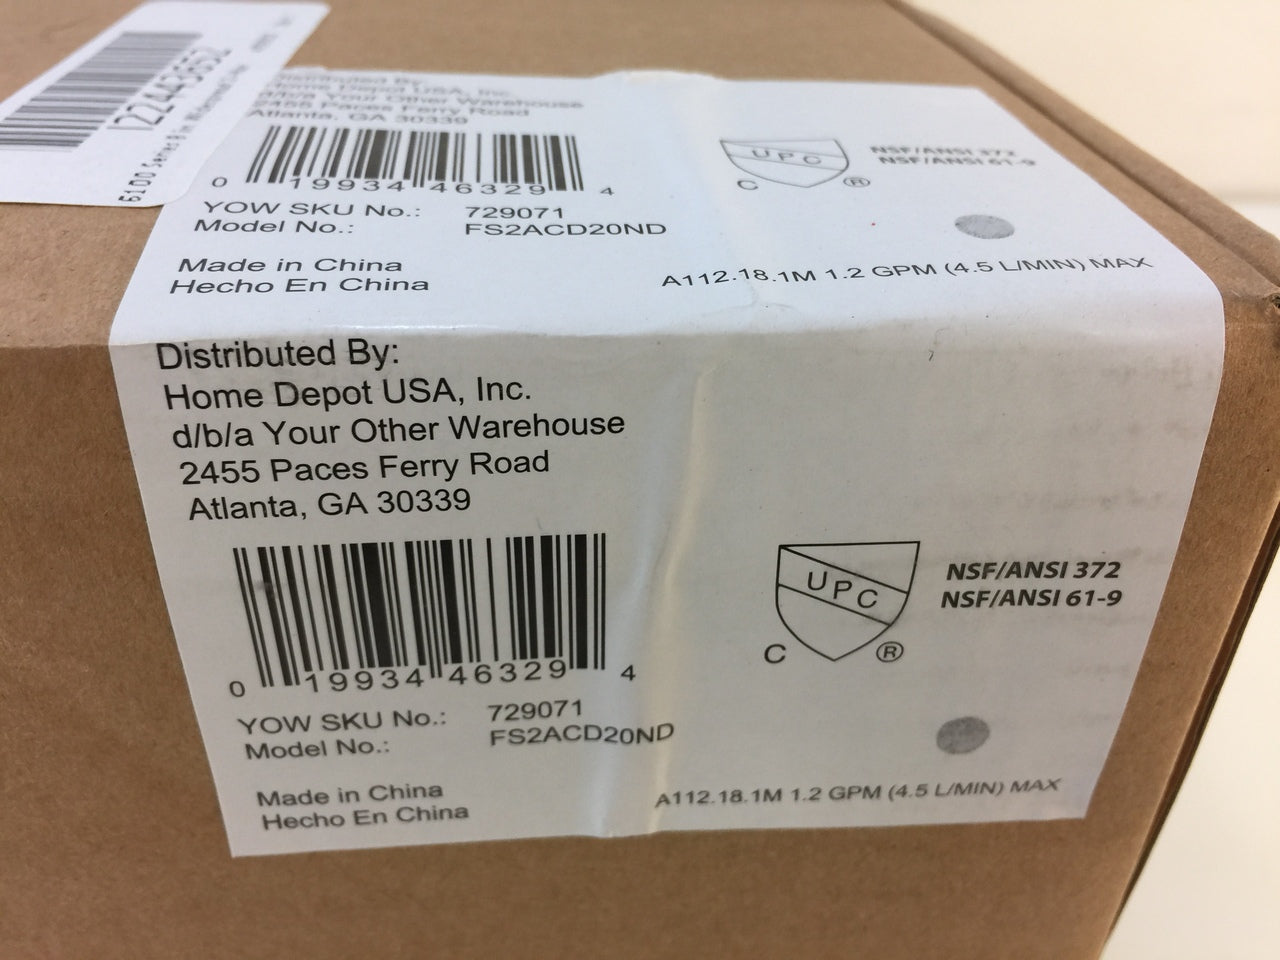 122443652
6100 Series 8 in
Distributed By:
Home Depot USA, Inc.
d/b/a Your Other Warehouse
2455 Paces Ferry Road
Atlanta, GA 30339
0 19934 46329 4
YOW SKU No.: 729071
Model No.: FS2ACD20ND
Made in China
Hecho En China
UPC
C ®
NSF/ANSI 372
NSF/ANSI 61-9
A112.18.1M 1.2 GPM (4.5 L/MIN) MAX
Distributed By:
Home Depot USA, Inc.
d/b/a Your Other Warehouse
2455 Paces Ferry Road
Atlanta, GA 30339
0 19934 46329 4
YOW SKU No.: 729071
Model No.: FS2ACD20ND
Made in China
Hecho En China
UPC
C ®
NSF/ANSI 372
NSF/ANSI 61-9
A112.18.1M 1.2 GPM (4.5 L/MIN) MAX